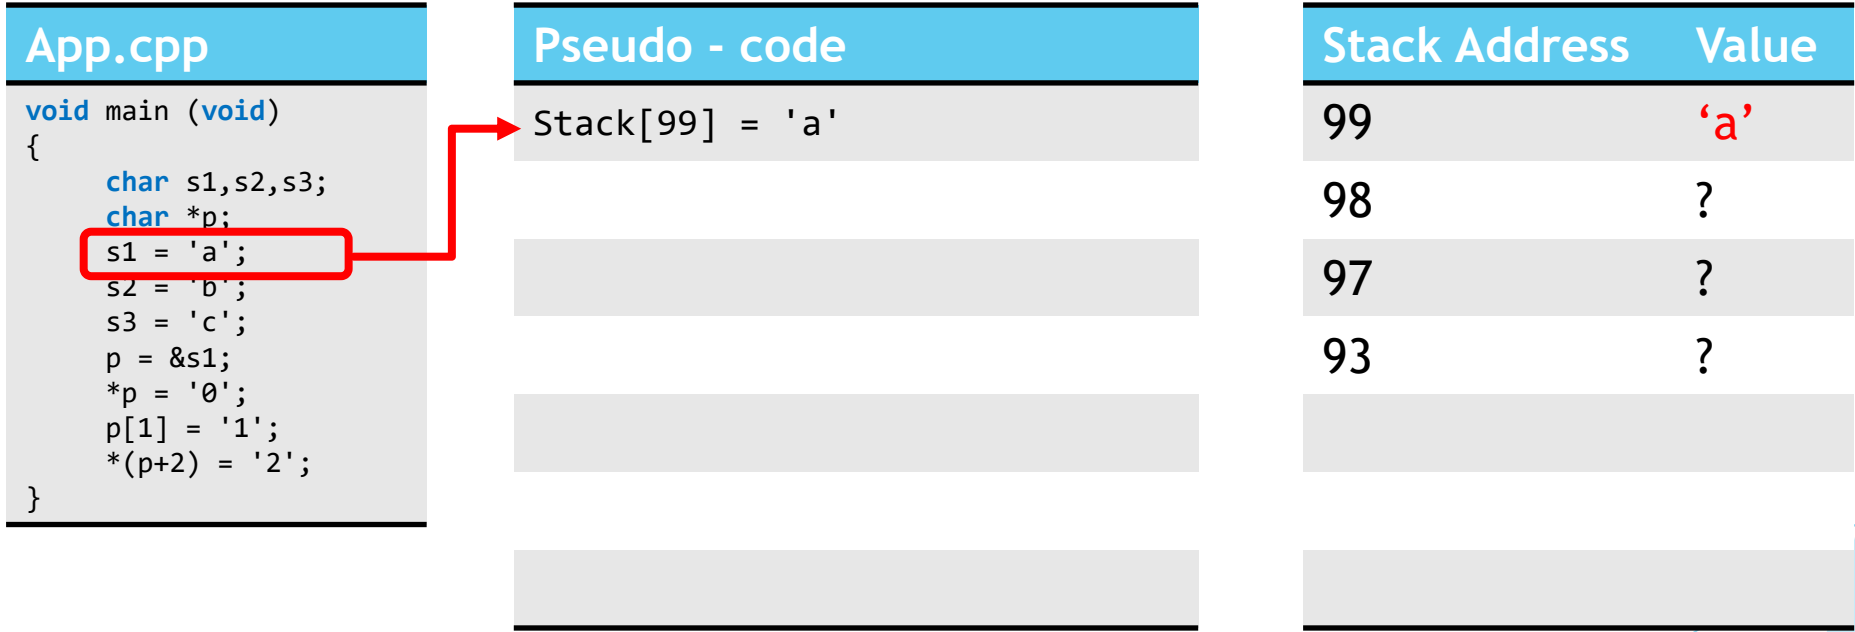 App.cpp
void main (void)
{
char s1,s2,s3;
char *p;
s1 = 'a';
s2 = 'b';
s3 = 'c';
p = &s1;
*p = '0';
p[1] = '1';
*(p+2) = '2';
}
Pseudo - code
Stack[99] = 'a'
Stack Address Value
99 ‘a’
98 ?
97 ?
93 ?